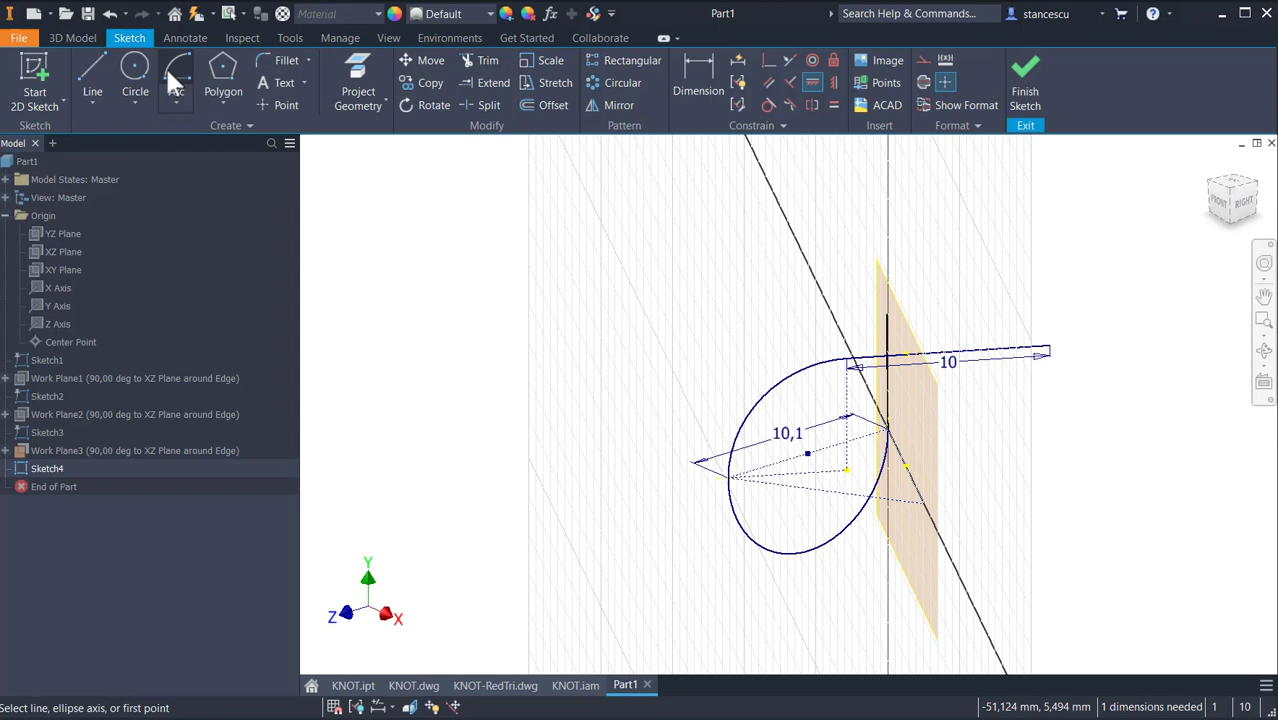 Material
Default
Part1
Search Help & Commands...
stancescu
File
3D Model
Sketch
Annotate
Inspect
Tools
Manage
View
Environments
Get Started
Collaborate
Start
2D Sketch
Line
Circle
Arc
Polygon
Fillet
Text
Point
Project
Geometry
Move
Copy
Rotate
Trim
Extend
Split
Scale
Stretch
Offset
Rectangular
Circular
Mirror
Dimension
Image
Points
ACAD
Show Format
Finish
Sketch
Sketch
Create
Modify
Pattern
Constrain
Insert
Format
Exit
Model
Part1
Model States: Master
View: Master
Origin
YZ Plane
XZ Plane
XY Plane
X Axis
Y Axis
Z Axis
Center Point
Sketch1
Work Plane1 (90,00 deg to XZ Plane around Edge)
Sketch2
Work Plane2 (90,00 deg to XZ Plane around Edge)
Sketch3
Work Plane3 (90,00 deg to XZ Plane around Edge)
Sketch4
End of Part
FRONT
RIGHT
10
10,1
Y
Z
X
KNOT.ipt
KNOT.dwg
KNOT-RedTri.dwg
KNOT.iam
Part1
Select line, ellipse axis, or first point
-51,124 mm, 5,494 mm
1 dimensions needed
1
10